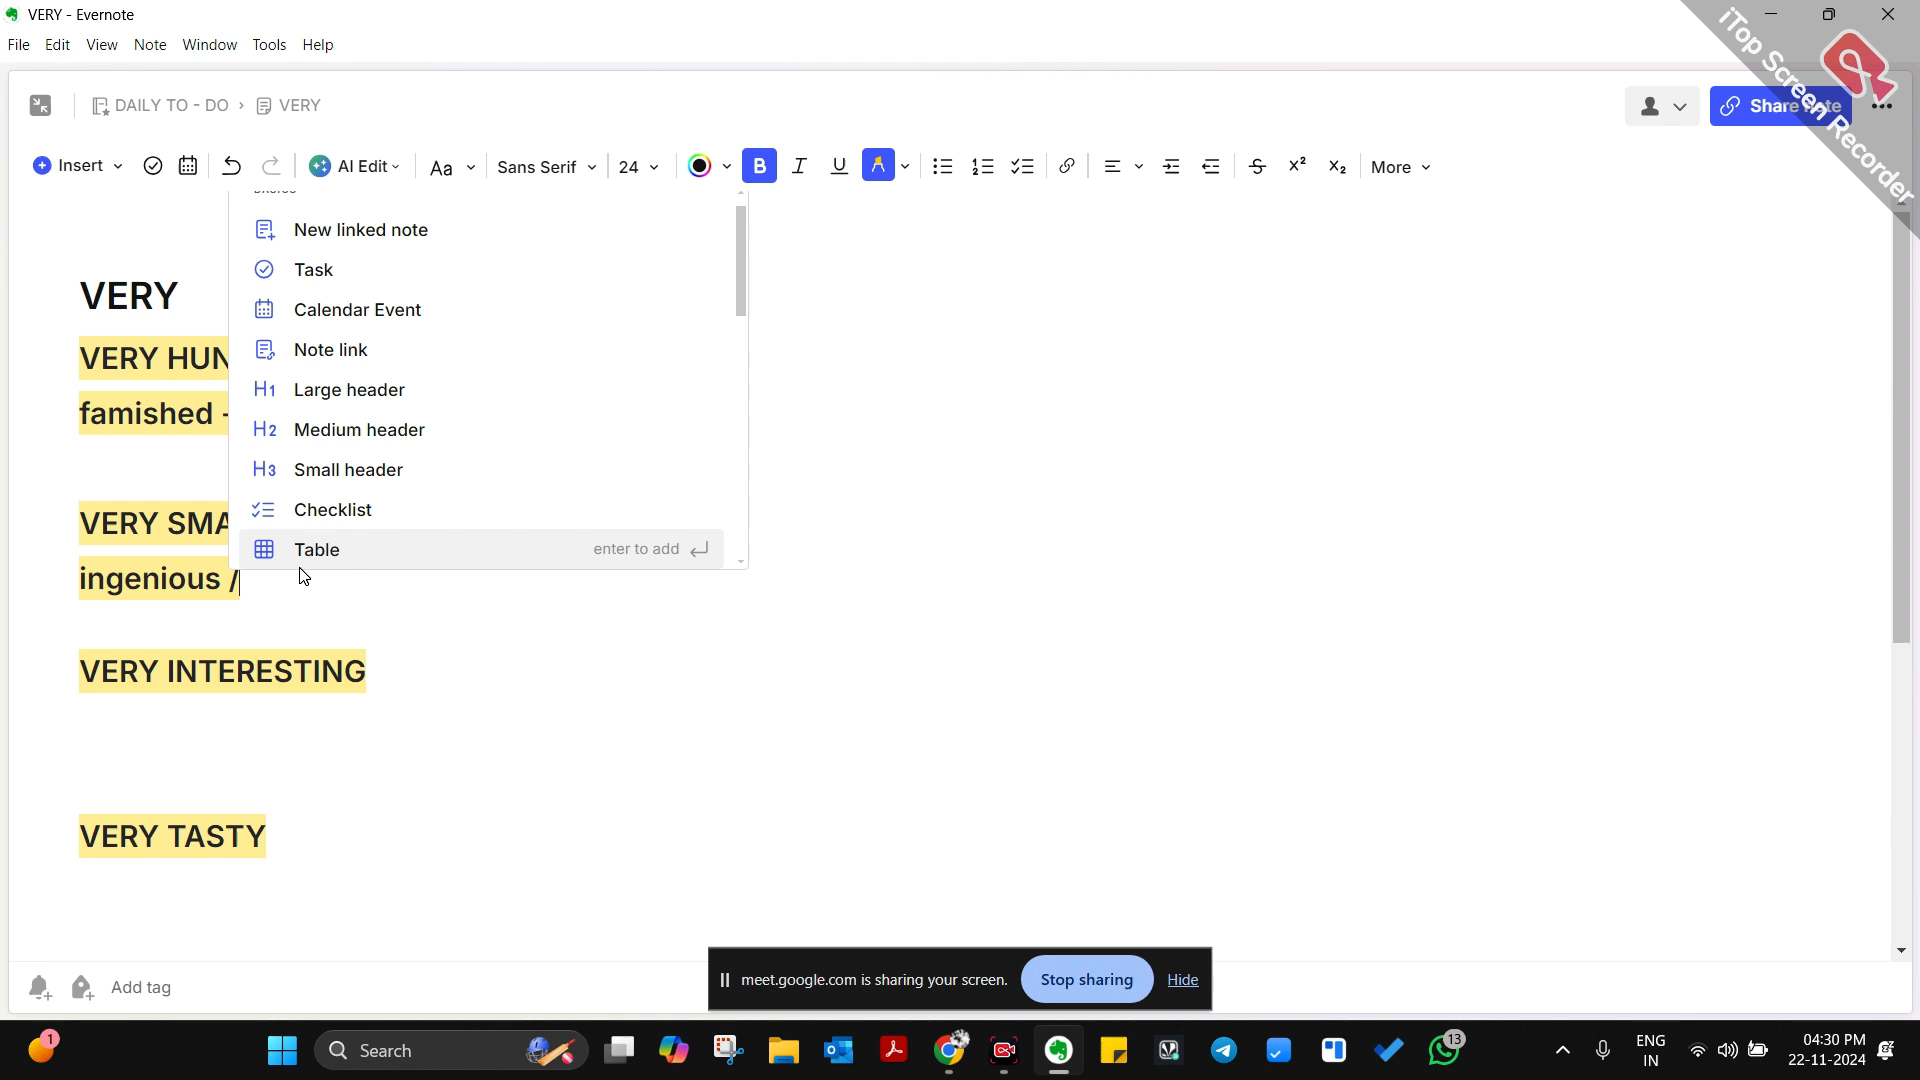 VERY - Evernote
File Edit View Note Window Tools Help
iTop Screen Recorder
DAILY TO - DO › VERY
Share
Insert AI Edit Aa Sans Serif 24 B I U A More
New linked note
Task
Calendar Event
Note link
H1 Large header
H2 Medium header
H3 Small header
Checklist
Table enter to add
VERY
VERY HUN
famished -
VERY SMA
ingenious /
VERY INTERESTING
VERY TASTY
Add tag
meet.google.com is sharing your screen. Stop sharing Hide
1
Search
13
ENG
IN
04:30 PM
22-11-2024